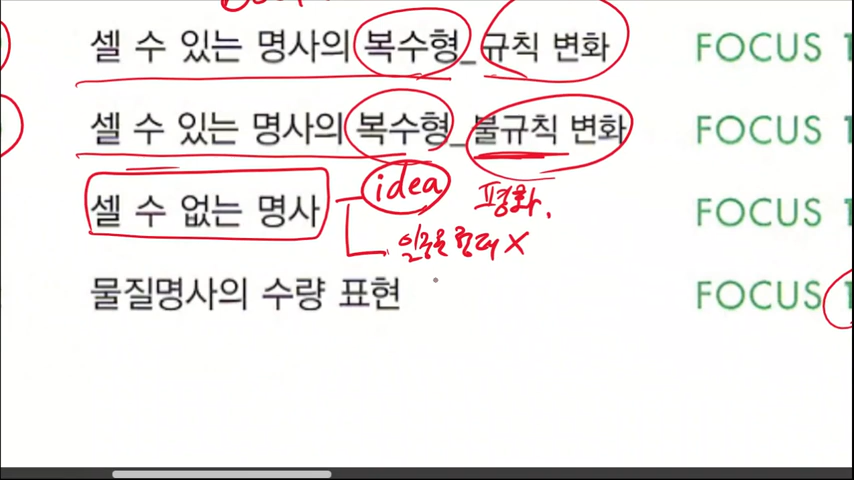 셀 수 있는 명사의 복수형_규칙 변화 FOCUS 1
셀 수 있는 명사의 복수형_불규칙 변화 FOCUS 1
셀 수 없는 명사 idea 평화. FOCUS 1
X
물질명사의 수량 표현 FOCUS 1